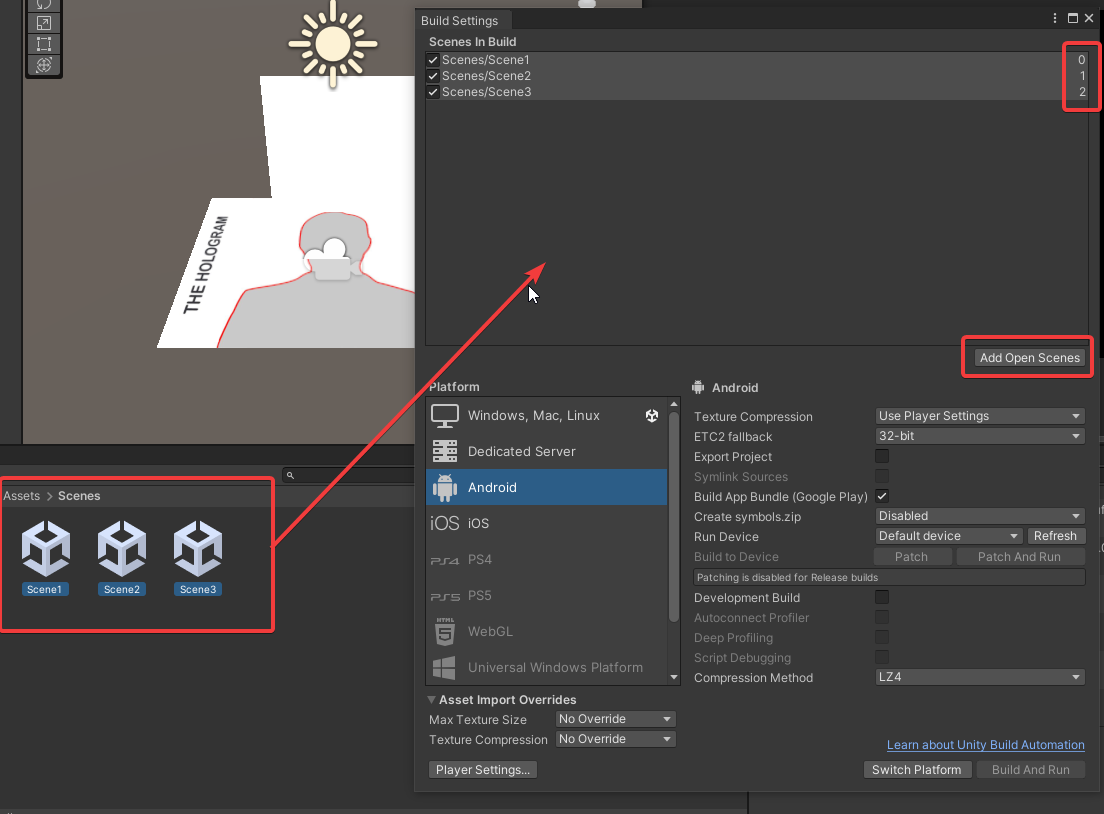 Build Settings
Scenes In Build
Scenes/Scene1 0
Scenes/Scene2 1
Scenes/Scene3 2
THE HOLOGRAM
Add Open Scenes
Platform
Windows, Mac, Linux
Dedicated Server
Android
iOS iOS
PS4 PS4
PS5 PS5
HTML 5 WebGL
Universal Windows Platform
Android
Texture Compression Use Player Settings
ETC2 fallback 32-bit
Export Project
Symlink Sources
Build App Bundle (Google Play)
Create symbols.zip Disabled
Run Device Default device Refresh
Build to Device Patch Patch And Run
Patching is disabled for Release builds
Development Build
Autoconnect Profiler
Deep Profiling
Script Debugging
Compression Method LZ4
Asset Import Overrides
Max Texture Size No Override
Texture Compression No Override
Learn about Unity Build Automation
Player Settings... Switch Platform Build And Run
Assets > Scenes
Scene1 Scene2 Scene3